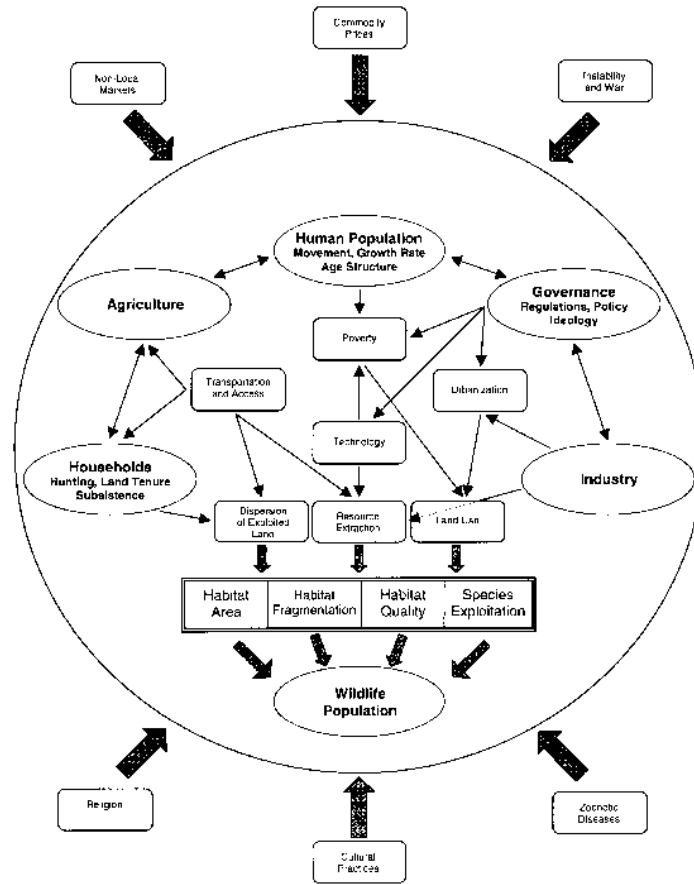 Commodity
Prices
Non-Local
Markets
Instability
and War
Human Population
Movement, Growth Rate
Age Structure
Agriculture
Governance
Regulations, Policy
Ideology
Poverty
Transportation
and Access
Urbanization
Technology
Households
Hunting, Land Tenure
Subsistence
Industry
Dispersion
of Exploited
Land
Resource
Extraction
Land Use
Habitat
Area
Habitat
Fragmentation
Habitat
Quality
Species
Exploitation
Wildlife
Population
Religion
Zoonotic
Diseases
Cultural
Practices